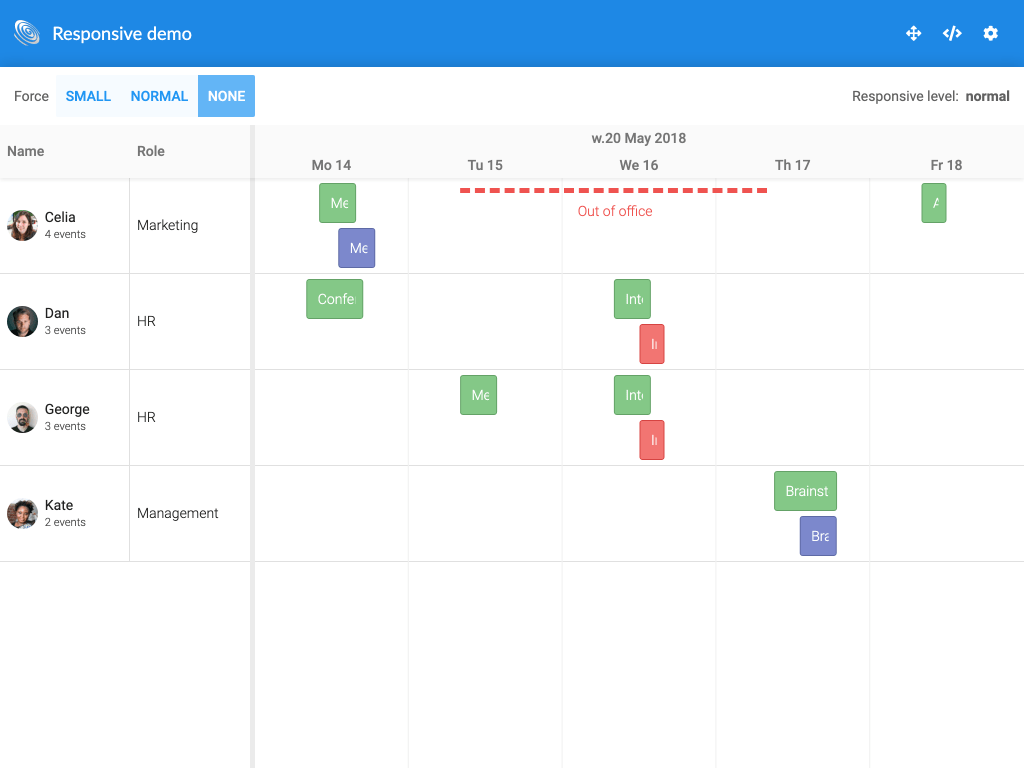 Responsive demo
Force SMALL NORMAL NONE
Responsive level: normal
Name Role
w.20 May 2018
Mo 14 Tu 15 We 16 Th 17 Fri 18
Celia
4 events
Marketing
Me
Me
Out of office
A
Dan
3 events
HR
Confe
Int
George
3 events
HR
Me
Int
Kate
2 events
Management
Brainst
Bra